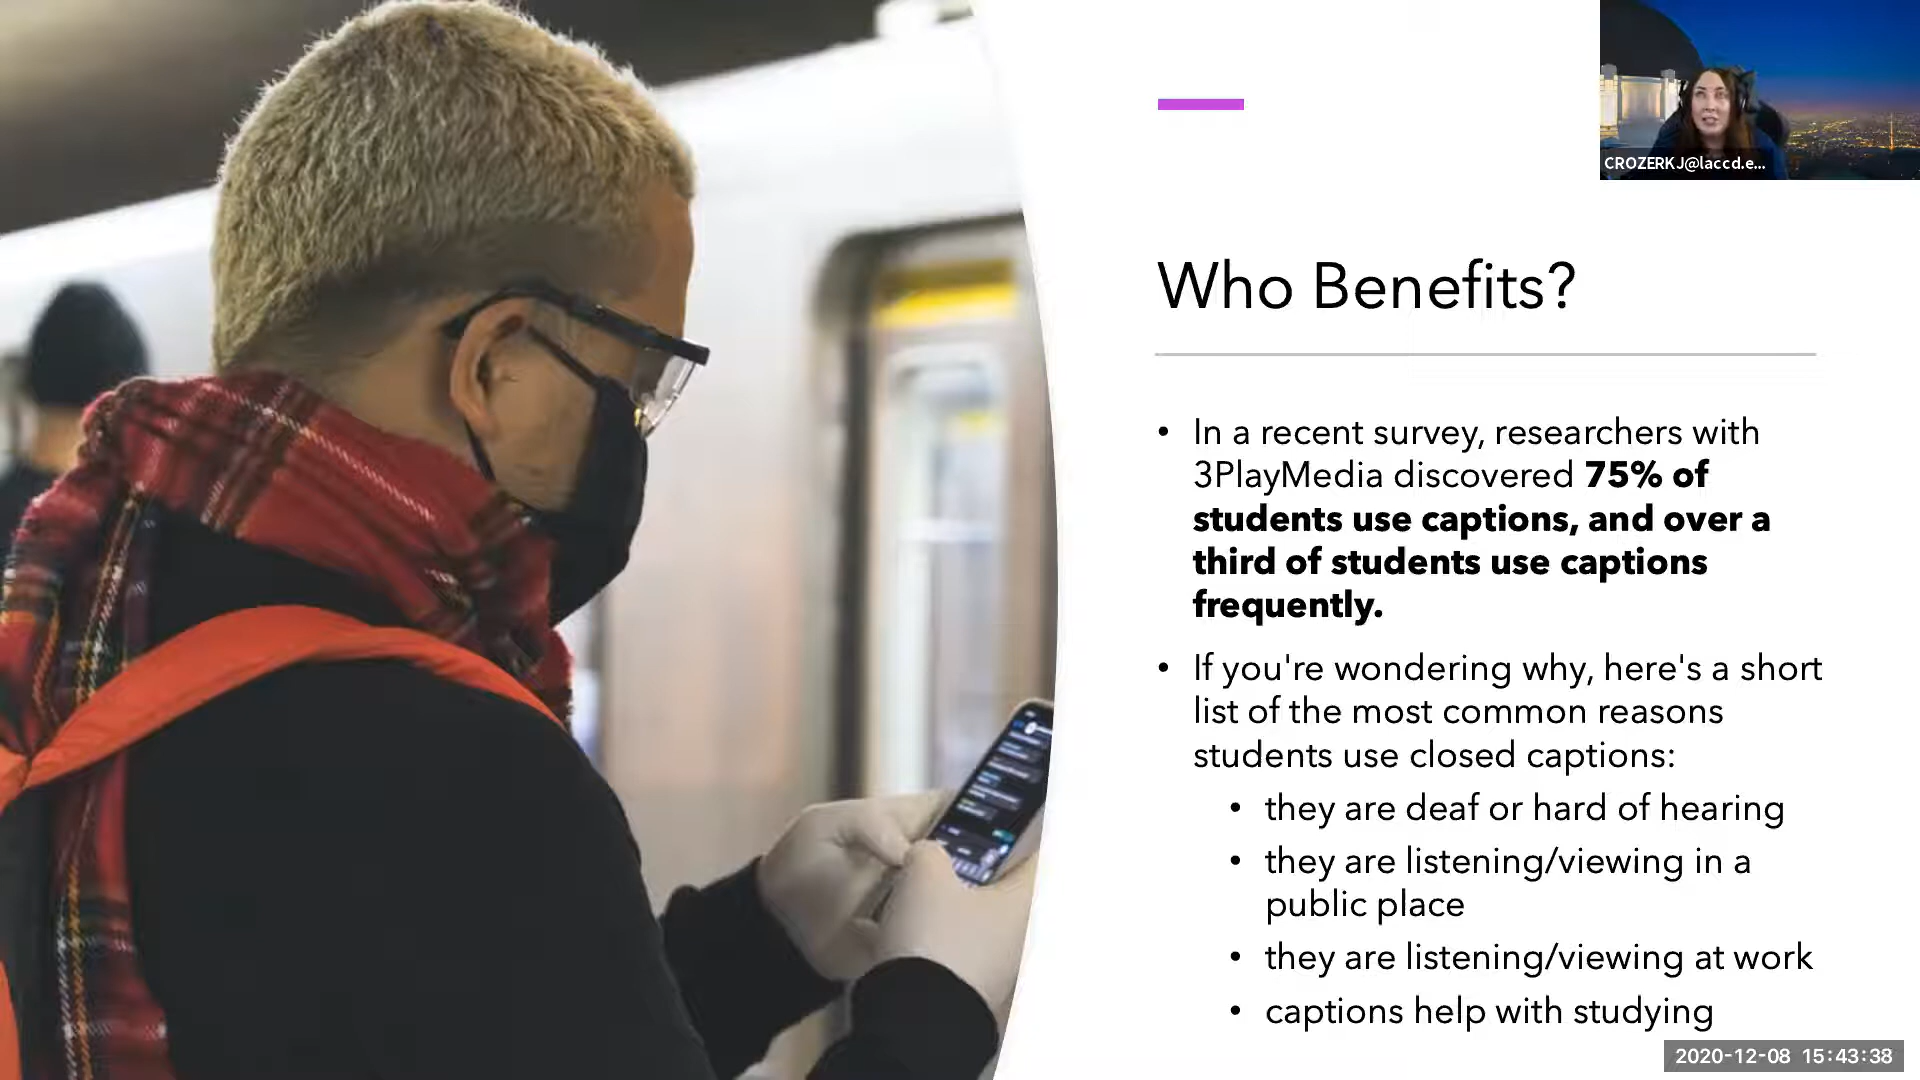 CROZERKJ@laccd.e...
Who Benefits?
• In a recent survey, researchers with
3PlayMedia discovered 75% of
students use captions, and over a
third of students use captions
frequently.
• If you're wondering why, here's a short
list of the most common reasons
students use closed captions:
• they are deaf or hard of hearing
• they are listening/viewing in a
public place
• they are listening/viewing at work
• captions help with studying
2020-12-08 15:43:38